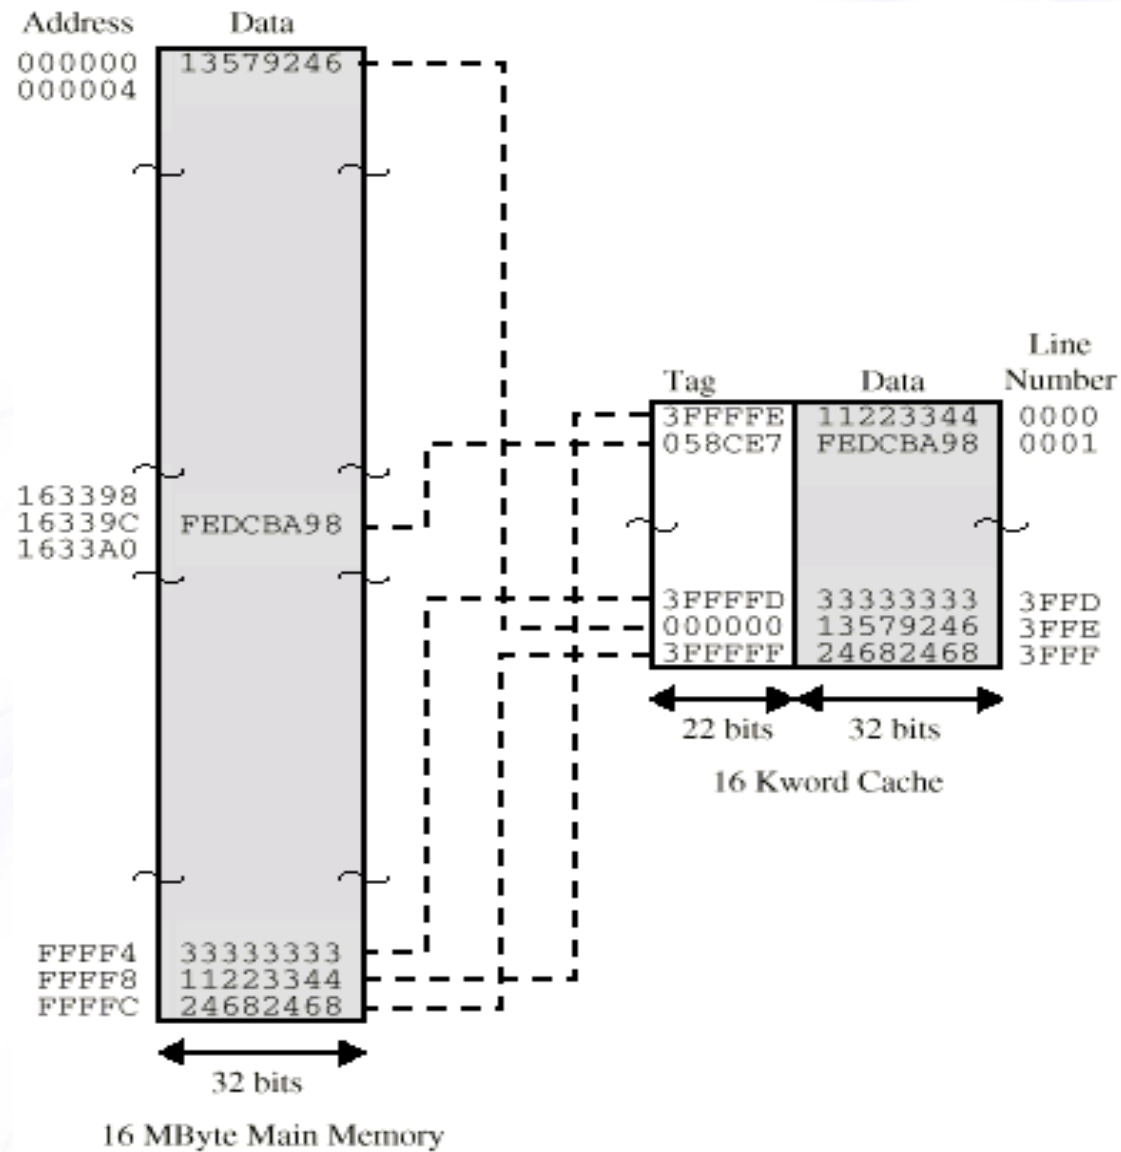 Address Data
000000 13579246
000004
163398
16339C FEDCBA98
1633A0
FFFF4 33333333
FFFF8 11223344
FFFFC 24682468
32 bits
16 MByte Main Memory
Line
Tag Data Number
3FFFFE 11223344 0000
058CE7 FEDCBA98 0001
3FFFFD 33333333 3FFD
000000 13579246 3FFE
3FFFFF 24682468 3FFF
22 bits 32 bits
16 Kword Cache